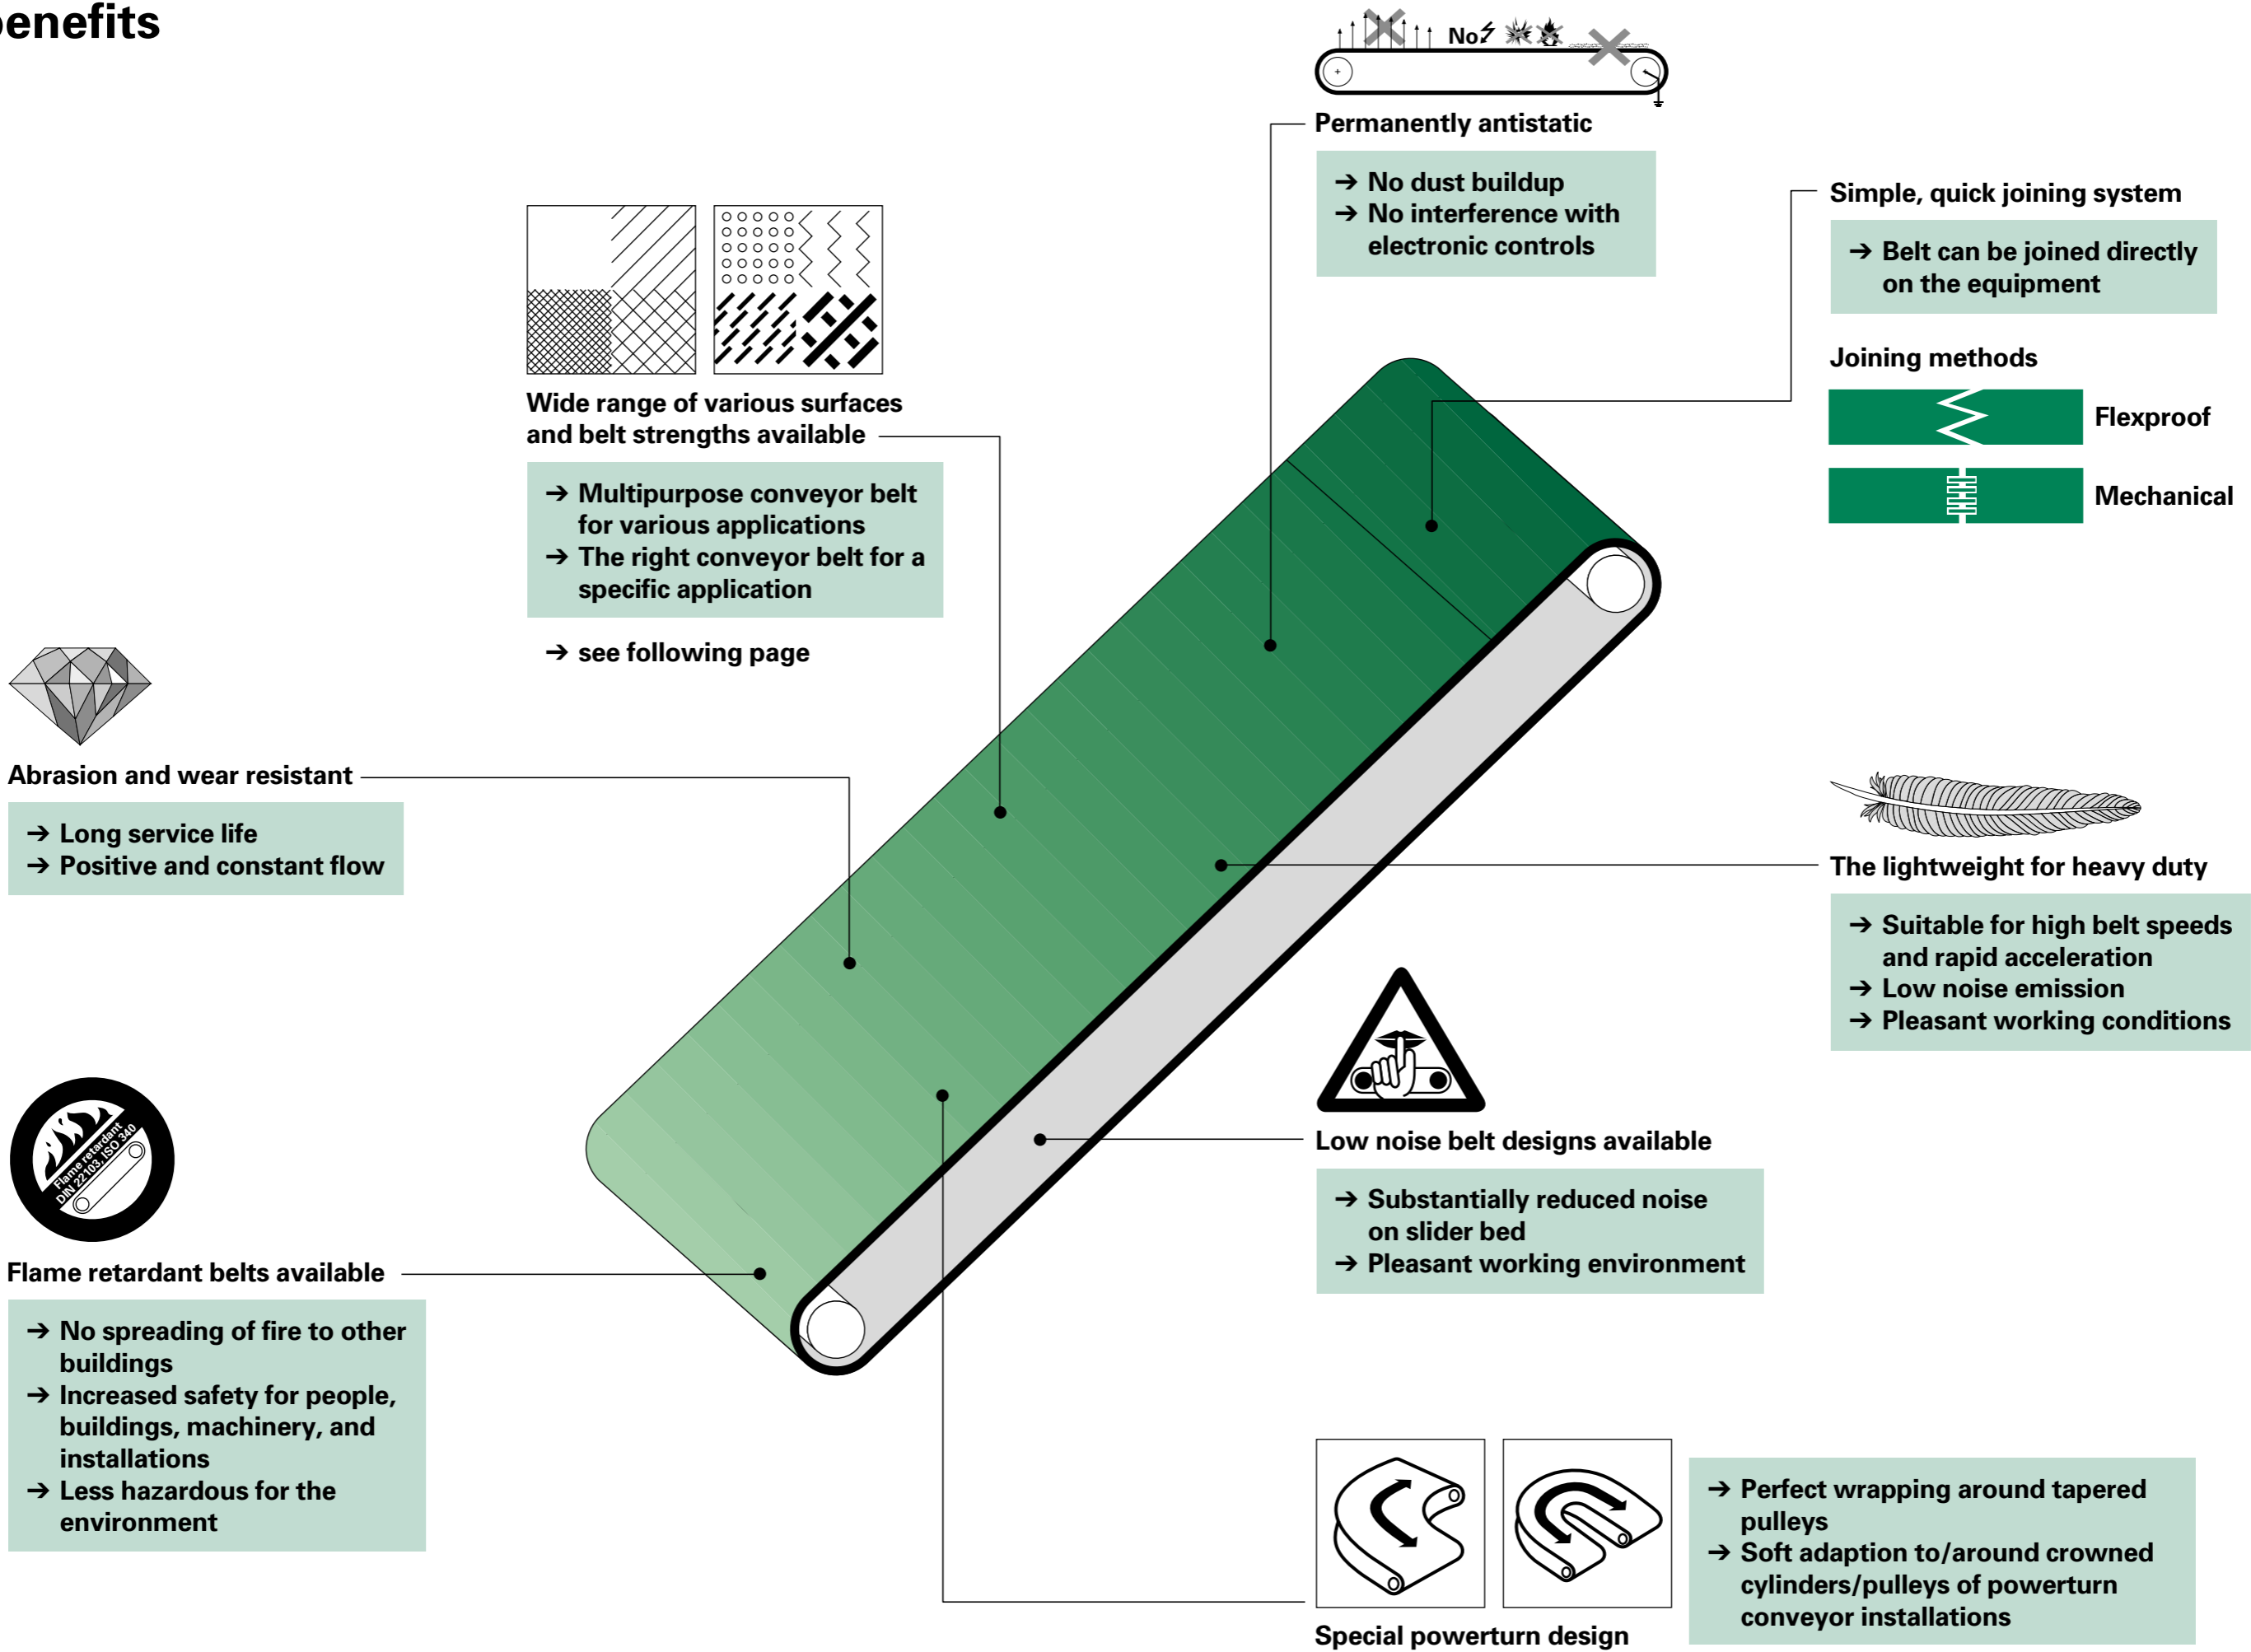 benefits
No
Permanently antistatic
→ No dust buildup
→ No interference with
electronic controls
Simple, quick joining system
→ Belt can be joined directly
on the equipment
Joining methods
Flexproof
Mechanical
Wide range of various surfaces
and belt strengths available
→ Multipurpose conveyor belt
for various applications
→ The right conveyor belt for a
specific application
→ see following page
Abrasion and wear resistant
→ Long service life
→ Positive and constant flow
The lightweight for heavy duty
→ Suitable for high belt speeds
and rapid acceleration
→ Low noise emission
→ Pleasant working conditions
Flame retardant
DIN 22103, ISO 340
Flame retardant belts available
→ No spreading of fire to other
buildings
→ Increased safety for people,
buildings, machinery, and
installations
→ Less hazardous for the
environment
Low noise belt designs available
→ Substantially reduced noise
on slider bed
→ Pleasant working environment
Special powerturn design
→ Perfect wrapping around tapered
pulleys
→ Soft adaption to/around crowned
cylinders/pulleys of powerturn
conveyor installations